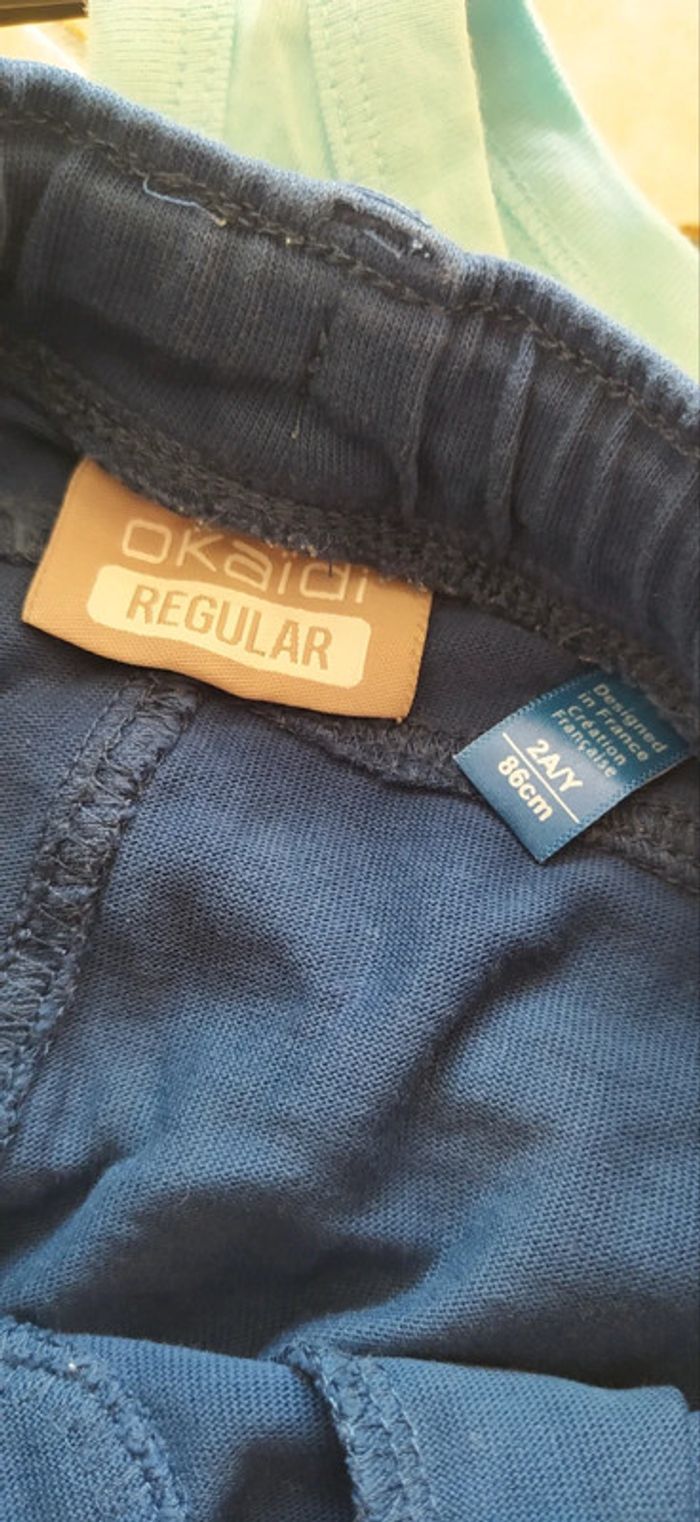 okaïdi
REGULAR
Designed
in France
Création
Française
2A/Y
86cm